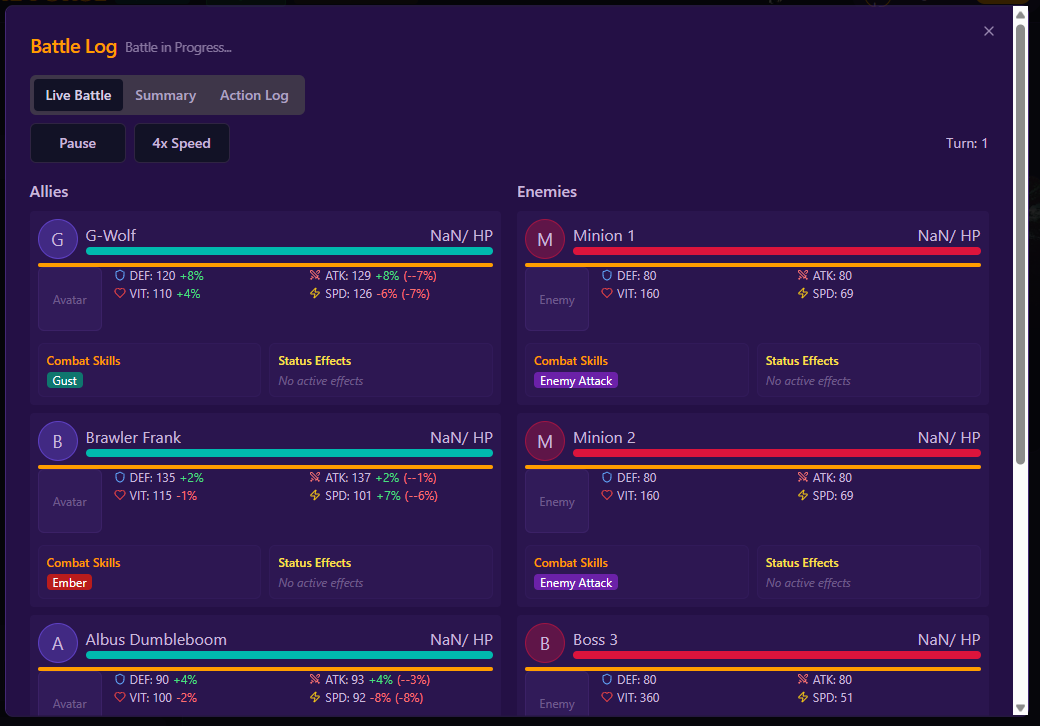 Battle Log Battle in Progress...
Live Battle Summary Action Log
Pause 4x Speed Turn: 1
Allies
G G-Wolf NaN/ HP
DEF: 120 +8% ATK: 129 +8% (--7%)
VIT: 110 +4% SPD: 126 -6% (-7%)
Avatar
Combat Skills Status Effects
Gust No active effects
B Brawler Frank NaN/ HP
DEF: 135 +2% ATK: 137 +2% (--1%)
VIT: 115 -1% SPD: 101 +7% (--6%)
Avatar
Combat Skills Status Effects
Ember No active effects
A Albus Dumbleboom NaN/ HP
DEF: 90 +4% ATK: 93 +4% (--3%)
VIT: 100 -2% SPD: 92 -8% (-8%)
Avatar
Enemies
M Minion 1 NaN/ HP
DEF: 80 ATK: 80
VIT: 160 SPD: 69
Enemy
Combat Skills Status Effects
Enemy Attack No active effects
M Minion 2 NaN/ HP
DEF: 80 ATK: 80
VIT: 160 SPD: 69
Enemy
Combat Skills Status Effects
Enemy Attack No active effects
B Boss 3 NaN/ HP
DEF: 80 ATK: 80
VIT: 360 SPD: 51
Enemy